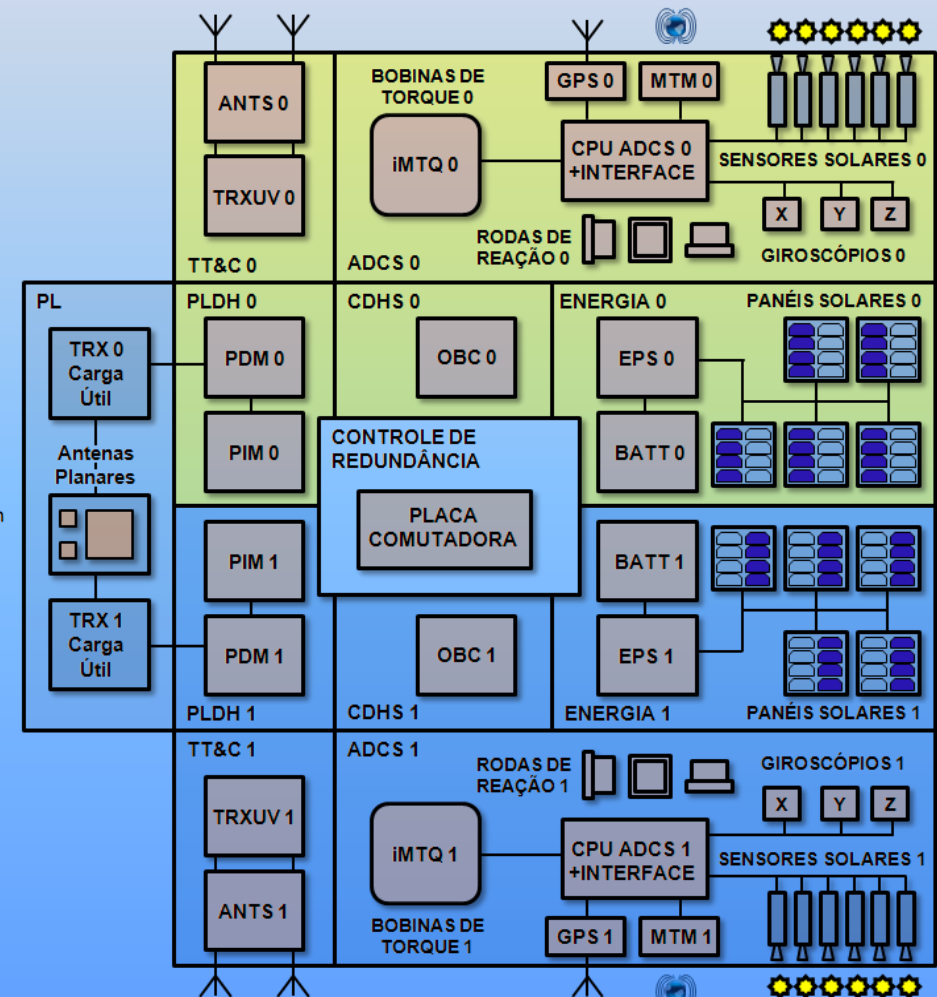 BOBINAS DE
TORQUE 0
ANTS 0
TRXUV 0
TT&C 0
iMTQ 0
GPS 0
MTM 0
CPU ADCS 0
+INTERFACE
SENSORES SOLARES 0
X
Y
Z
GIROSCÓPIOS 0
RODAS DE
REAÇÃO 0
ADCS 0
PL
TRX 0
Carga
Útil
Antenas
Planares
TRX 1
Carga
Útil
PLDH 0
PDM 0
PIM 0
CDHS 0
OBC 0
ENERGIA 0
PANÉIS SOLARES 0
EPS 0
BATT 0
CONTROLE DE
REDUNDÂNCIA
PLACA
COMUTADORA
PIM 1
PDM 1
PLDH 1
OBC 1
CDHS 1
BATT 1
EPS 1
ENERGIA 1
PANÉIS SOLARES 1
TT&C 1
TRXUV 1
ANTS 1
ADCS 1
RODAS DE
REAÇÃO 1
GIROSCÓPIOS 1
X
Y
Z
iMTQ 1
BOBINAS DE
TORQUE 1
CPU ADCS 1
+INTERFACE
SENSORES SOLARES 1
GPS 1
MTM 1